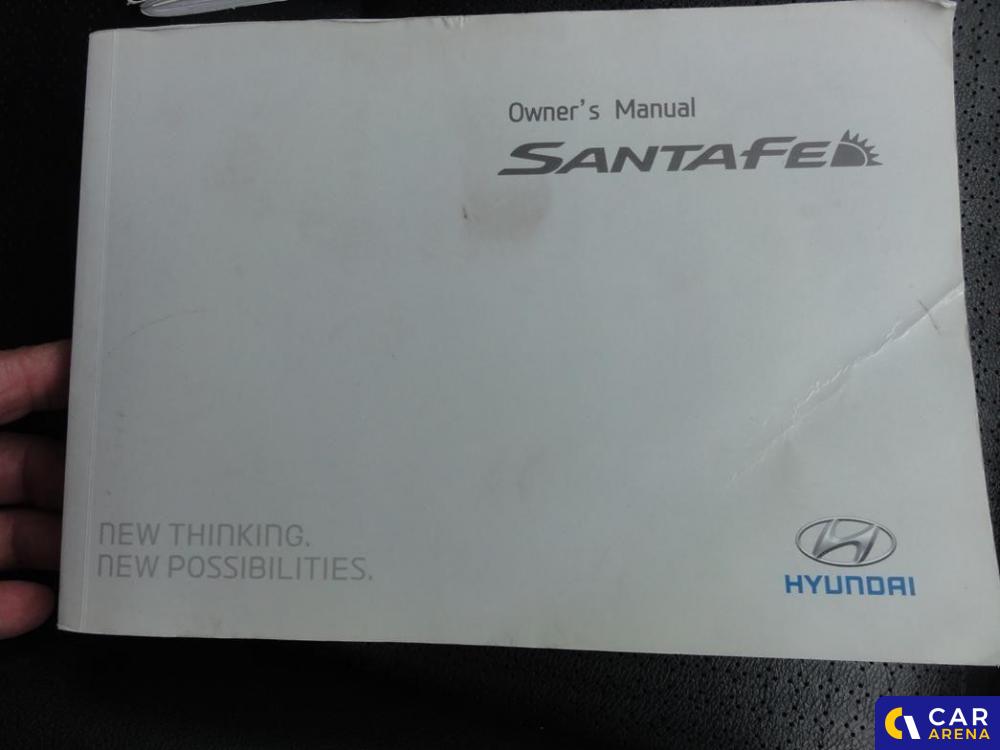 Owner's Manual
SANTAFE
NEW THINKING.
NEW POSSIBILITIES.
HYUNDAI
CAR
ARENA